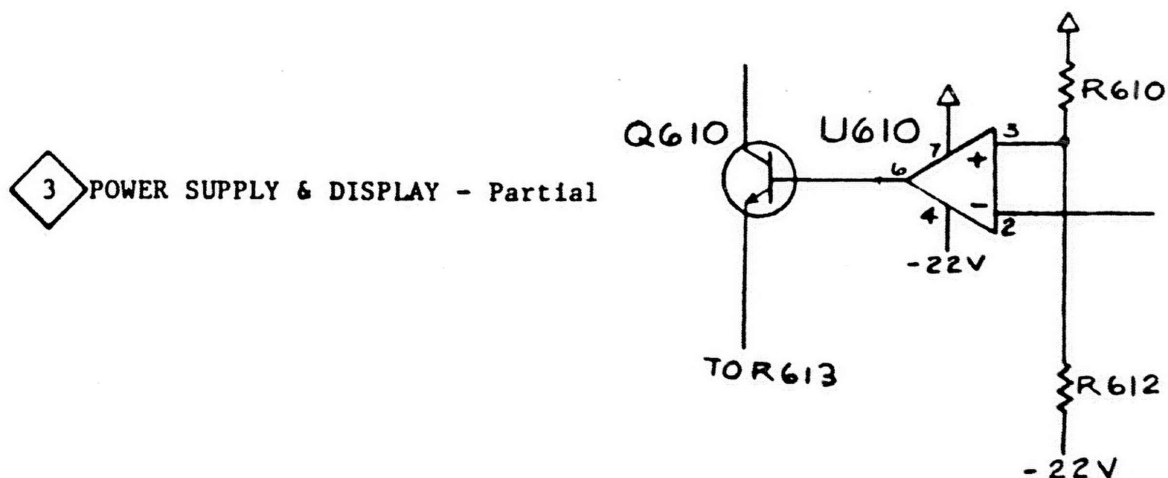 R610
Q610
U610
3
7
+
6
3 POWER SUPPLY & DISPLAY - Partial
-
4
2
-22V
TO R613
R612
-22V